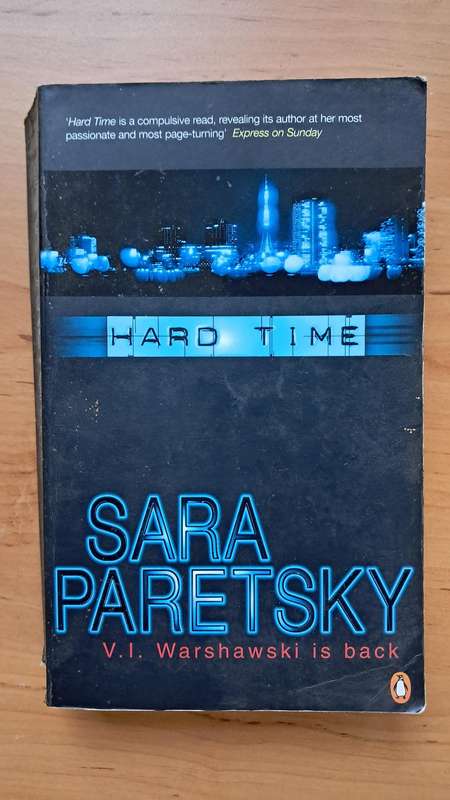 'Hard Time is a compulsive read, revealing its author at her most
passionate and most page-turning' Express on Sunday
HARD TIME
SARA
PARETSKY
V.I. Warshawski is back